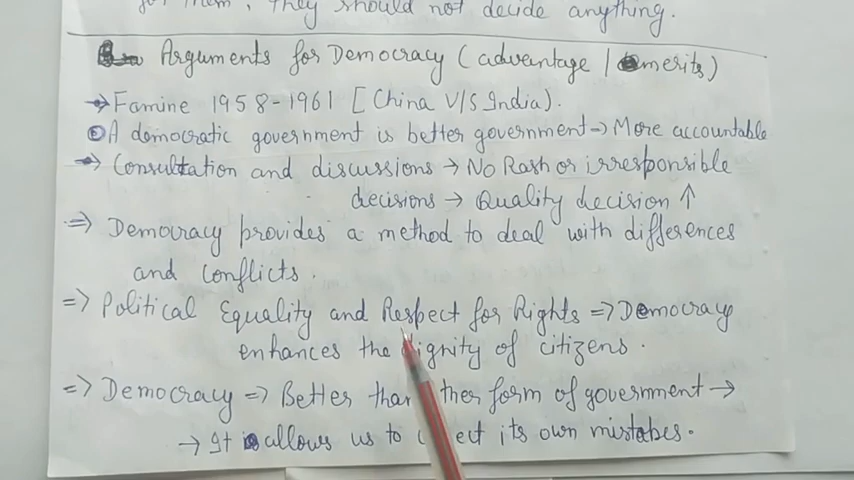 for them, they should not decide anything.
Arguments for Democracy (advantage / merits)
→ Famine 1958-1961 [China V/S India).
A democratic government is better government → More accountable
→ Consultation and discussions → No Rash or irresponsible
decisions → Quality decision ↑
⇒ Democracy provides a method to deal with differences
and conflicts.
⇒ Political Equality and Respect for Rights ⇒ Democracy
enhances the dignity of citizens.
⇒ Democracy ⇒ Better than other form of government →
→ It allows us to its own mistakes.